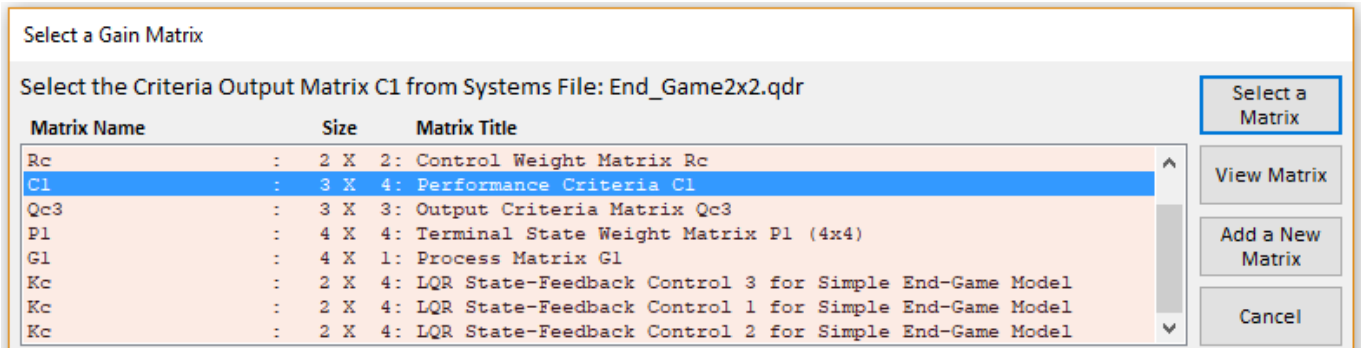 Select a Gain Matrix
Select the Criteria Output Matrix C1 from Systems File: End_Game2x2.qdr
Matrix Name Size Matrix Title
Rc : 2 X 2: Control Weight Matrix Rc
C1 : 3 X 4: Performance Criteria C1
Qc3 : 3 X 3: Output Criteria Matrix Qc3
P1 : 4 X 4: Terminal State Weight Matrix P1 (4x4)
G1 : 4 X 1: Process Matrix G1
Kc : 2 X 4: LQR State-Feedback Control 3 for Simple End-Game Model
Kc : 2 X 4: LQR State-Feedback Control 1 for Simple End-Game Model
Kc : 2 X 4: LQR State-Feedback Control 2 for Simple End-Game Model
Select a
Matrix
View Matrix
Add a New
Matrix
Cancel